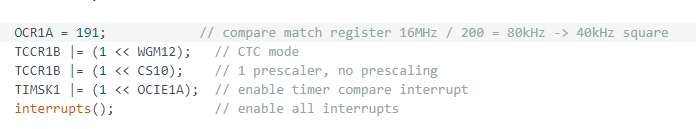 OCR1A = 191;            // compare match register 16MHz / 200 = 80kHz -> 40kHz square
TCCR1B |= (1 << WGM12);   // CTC mode
TCCR1B |= (1 << CS10);    // 1 prescaler, no prescaling
TIMSK1 |= (1 << OCIE1A);  // enable timer compare interrupt
interrupts();             // enable all interrupts